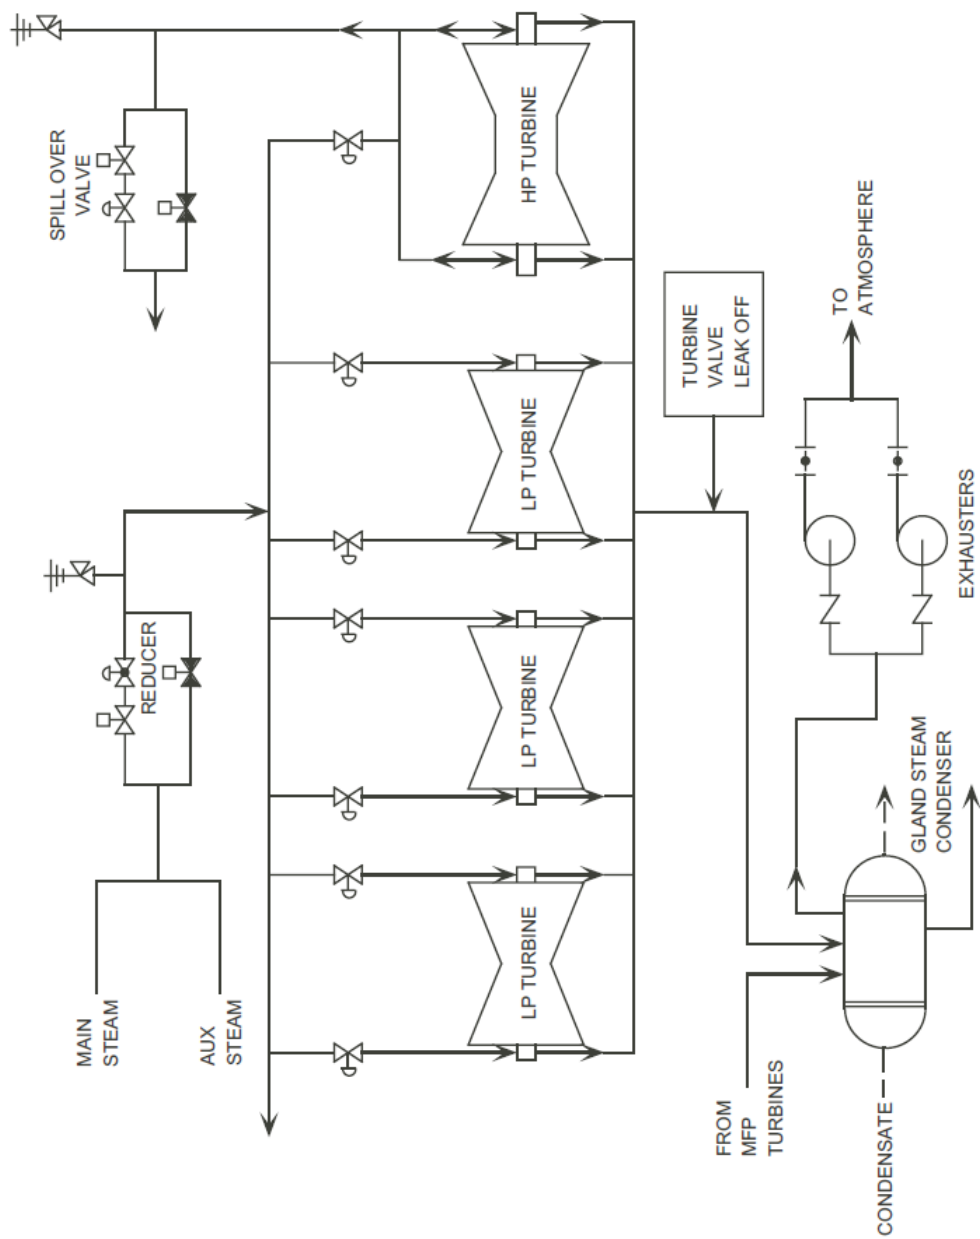 MAIN
STEAM
AUX
STEAM
REDUCER
SPILL OVER
VALVE
LP TURBINE
LP TURBINE
LP TURBINE
HP TURBINE
FROM
MFP
TURBINES
TURBINE
VALVE
LEAK OFF
CONDENSATE
GLAND STEAM
CONDENSER
EXHAUSTERS
TO
ATMOSPHERE